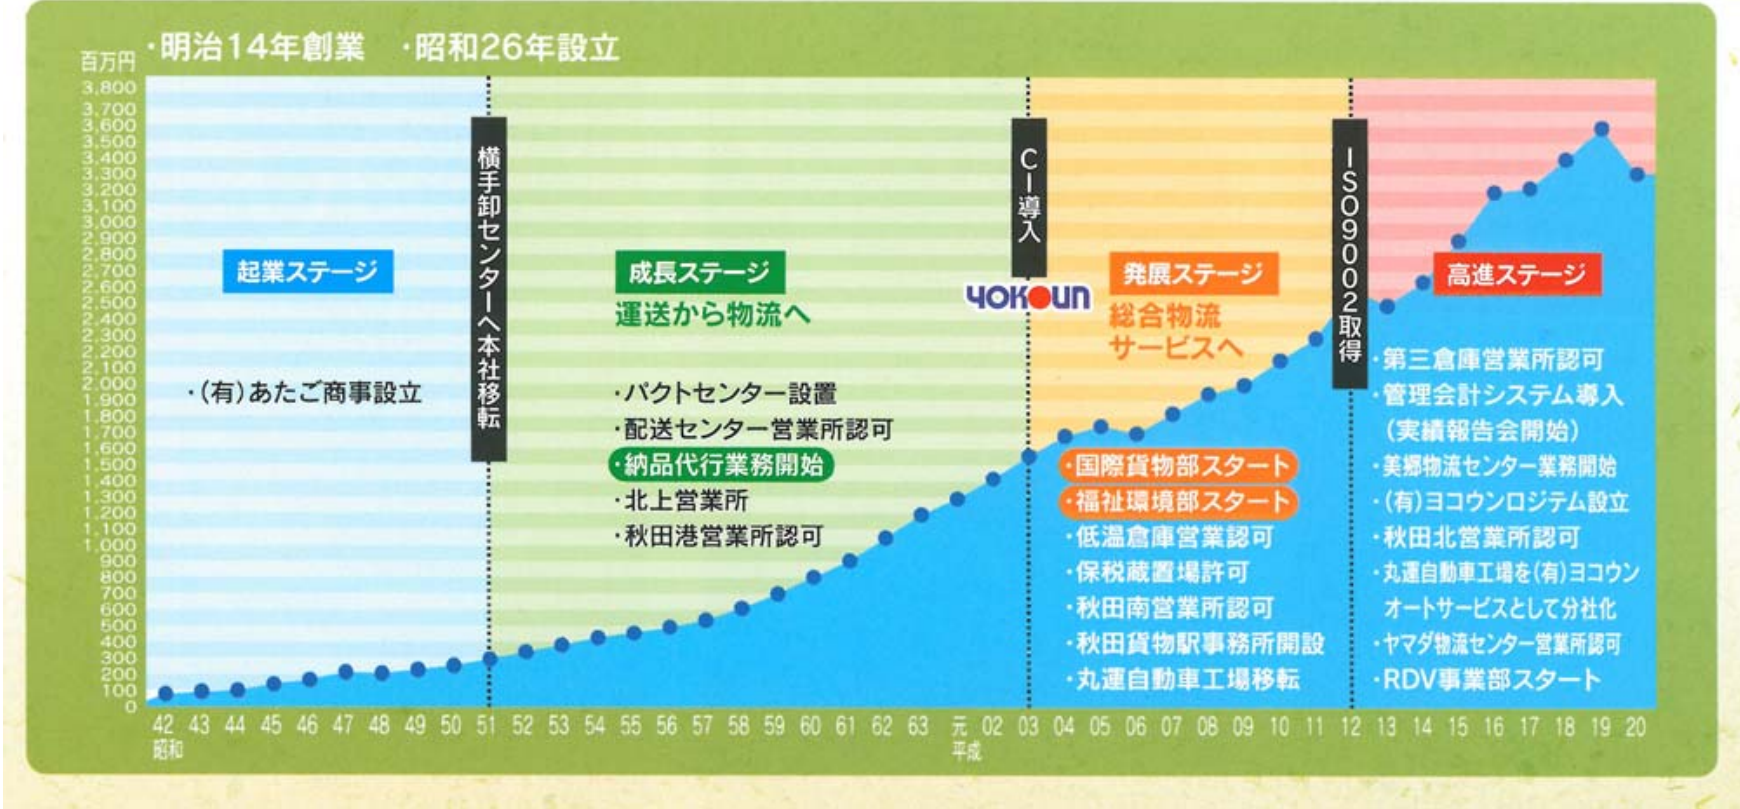 ・明治14年創業　・昭和26年設立
百万円
3,800
3,700
3,600
3,500
3,400
3,300
3,200
3,100
3,000
2,900
2,800
2,700
2,600
2,500
2,400
2,300
2,200
2,100
2,000
1,900
1,800
1,700
1,600
1,500
1,400
1,300
1,200
1,100
1,000
900
800
700
600
500
400
300
200
100
0
起業ステージ
・(有)あたご商事設立
横手卸センターへ本社移転
成長ステージ
運送から物流へ
・パクトセンター設置
・配送センター営業所認可
・納品代行業務開始
・北上営業所
・秋田港営業所認可
CI導入
YOKOUN
発展ステージ
総合物流
サービスへ
・国際貨物部スタート
・福祉環境部スタート
・低温倉庫営業認可
・保税蔵置場許可
・秋田南営業所認可
・秋田貨物駅事務所開設
・丸運自動車工場移転
ISO9002取得
高進ステージ
・第三倉庫営業所認可
・管理会計システム導入
(実績報告会開始)
・美郷物流センター業務開始
・(有)ヨコウンロジテム設立
・秋田北営業所認可
・丸運自動車工場を(有)ヨコウン
オートサービスとして分社化
・ヤマダ物流センター営業所認可
・RDV事業部スタート
42 43 44 45 46 47 48 49 50 51 52 53 54 55 56 57 58 59 60 61 62 63 元 02 03 04 05 06 07 08 09 10 11 12 13 14 15 16 17 18 19 20
昭和 平成